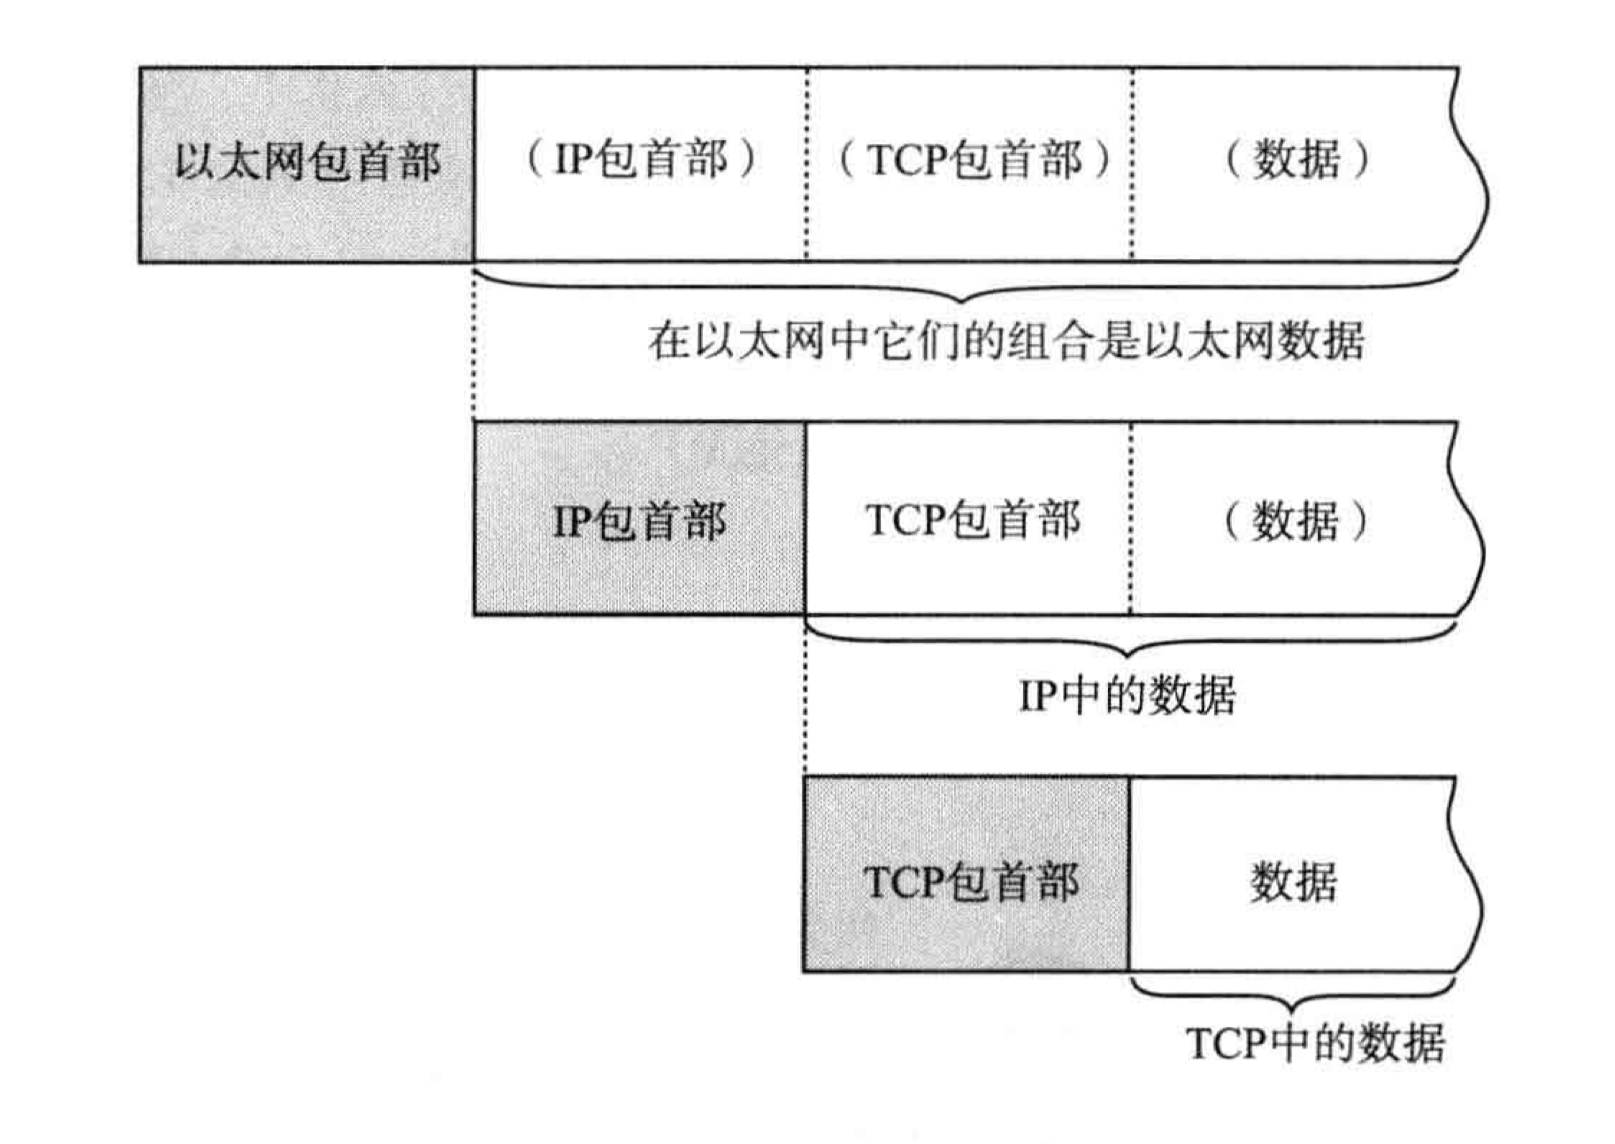 以太网包首部 （IP包首部） （TCP包首部） （数据）
在以太网中它们的组合是以太网数据
IP包首部 TCP包首部 （数据）
IP中的数据
TCP包首部 数据
TCP中的数据